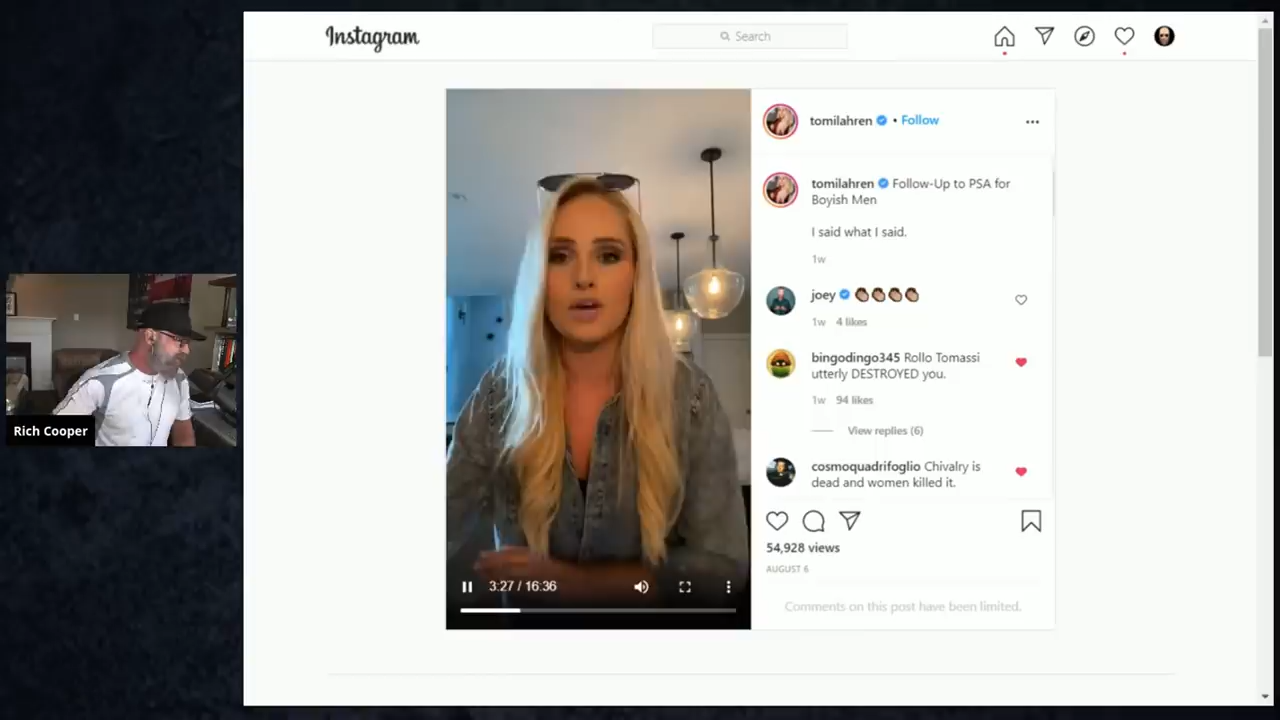 Instagram
Search
tomilahren • Follow
tomilahren Follow-Up to PSA for
Boyish Men
I said what I said.
1w
joey
1w 4 likes
bingodingo345 Rollo Tomassi
utterly DESTROYED you.
1w 94 likes
View replies (6)
cosmoquadrifoglio Chivalry is
dead and women killed it.
54,928 views
AUGUST 6
Comments on this post have been limited.
3:27 / 16:36
Rich Cooper